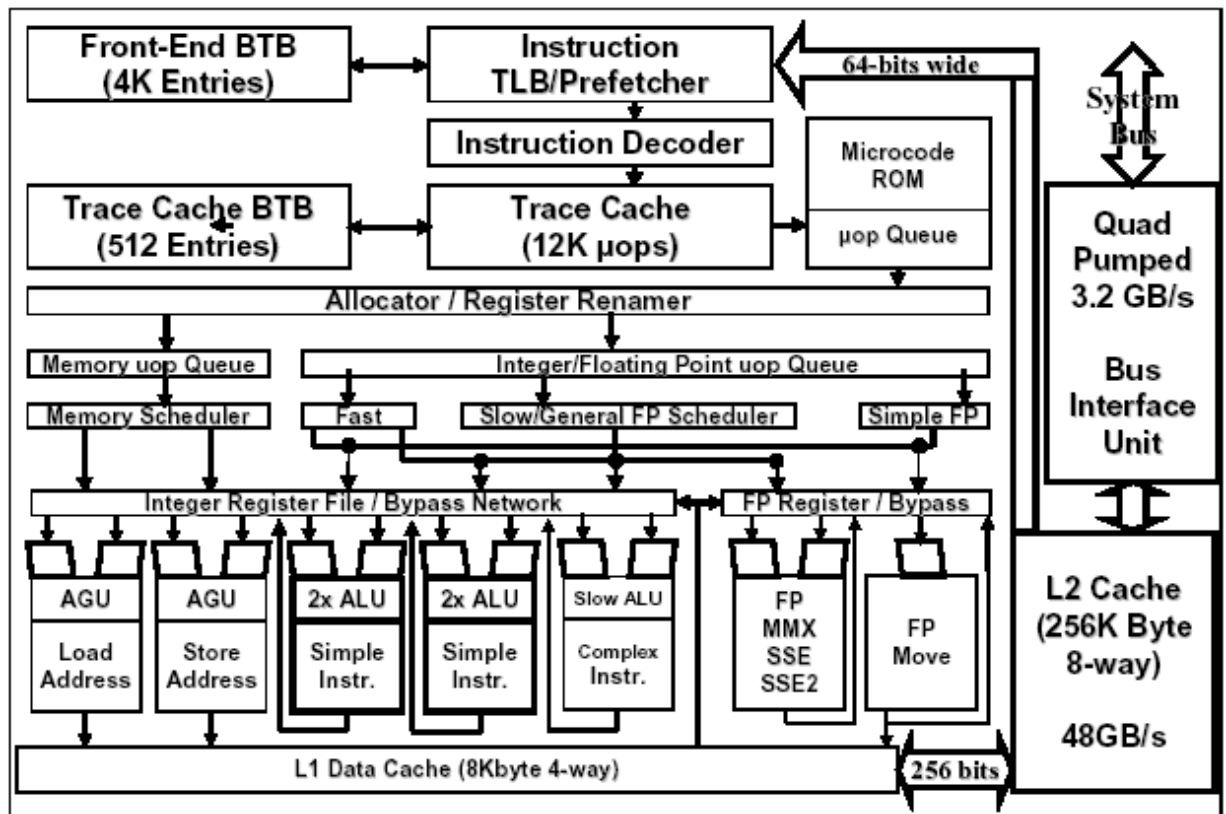 Front-End BTB
(4K Entries)
Instruction
TLB/Prefetcher
64-bits wide
System
Bus
Instruction Decoder
Microcode
ROM
Trace Cache BTB
(512 Entries)
Trace Cache
(12K µops)
µop Queue
Quad
Pumped
3.2 GB/s
Bus
Interface
Unit
Allocator / Register Renamer
Memory uop Queue
Integer/Floating Point uop Queue
Memory Scheduler
Fast
Slow/General FP Scheduler
Simple FP
Integer Register File / Bypass Network
FP Register / Bypass
AGU
Load
Address
AGU
Store
Address
2x ALU
Simple
Instr.
2x ALU
Simple
Instr.
Slow ALU
Complex
Instr.
FP
MMX
SSE
SSE2
FP
Move
L2 Cache
(256K Byte
8-way)
48GB/s
L1 Data Cache (8Kbyte 4-way)
256 bits